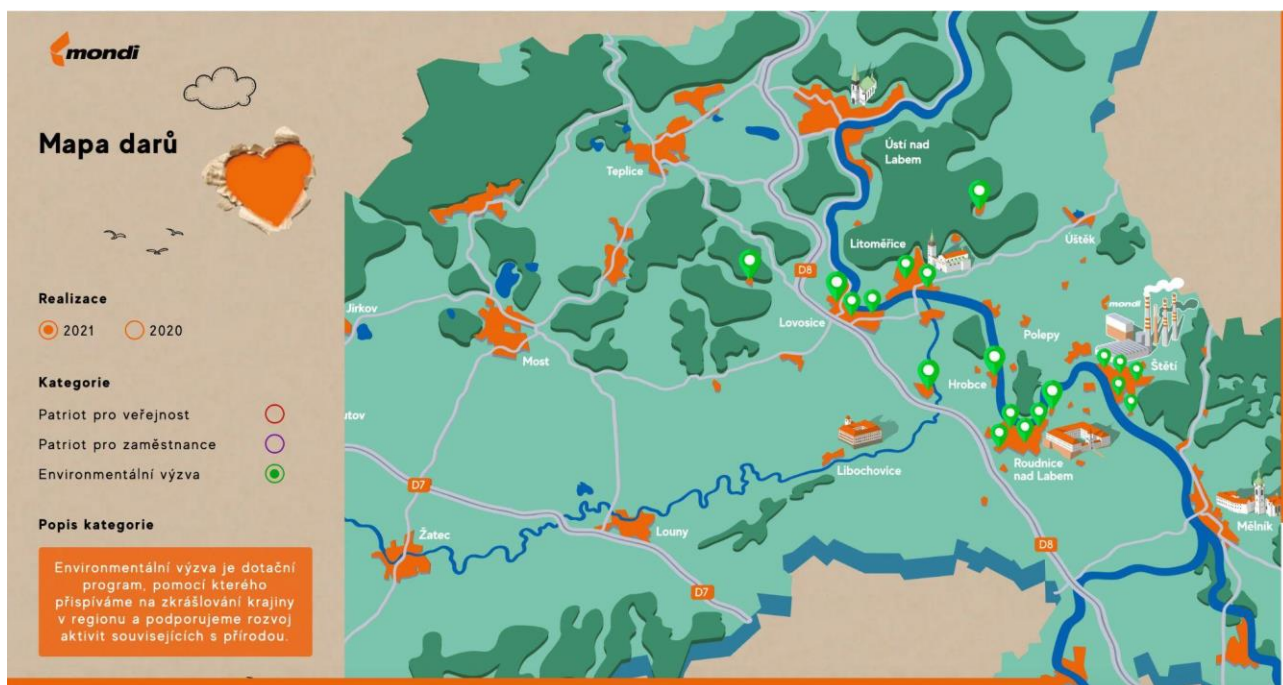 mondi
Mapa darů
Realizace
2021
2020
Kategorie
Patriot pro veřejnost
Patriot pro zaměstnance
Environmentální výzva
Popis kategorie
Environmentální výzva je dotační
program, pomocí kterého
přispíváme na zkrášlování krajiny
v regionu a podporujeme rozvoj
aktivit souvisejících s přírodou.
Ústí nad
Labem
Teplice
Litoměřice
Úštěk
D8
Jirkov
Lovosice
mondi
Most
Polepy
Štětí
Hrobce
utov
Libochovice
Roudnice
nad Labem
D7
Mělník
Žatec
Louny
D8
D7